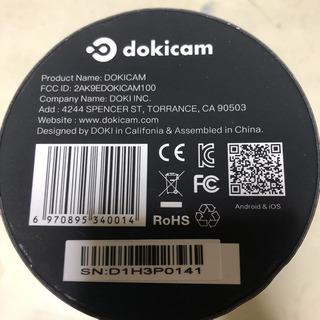 dokicam
Product Name: DOKICAM
FCC ID: 2AK9EDOKICAM100
Company Name: DOKI INC.
Add : 4244 SPENCER ST, TORRANCE, CA 90503
Website : www.dokicam.com
Designed by DOKI in Califonia & Assembled in China.
6 970895 340014
CE
FC
RoHS
Android & iOS
SN:D1H3P0141